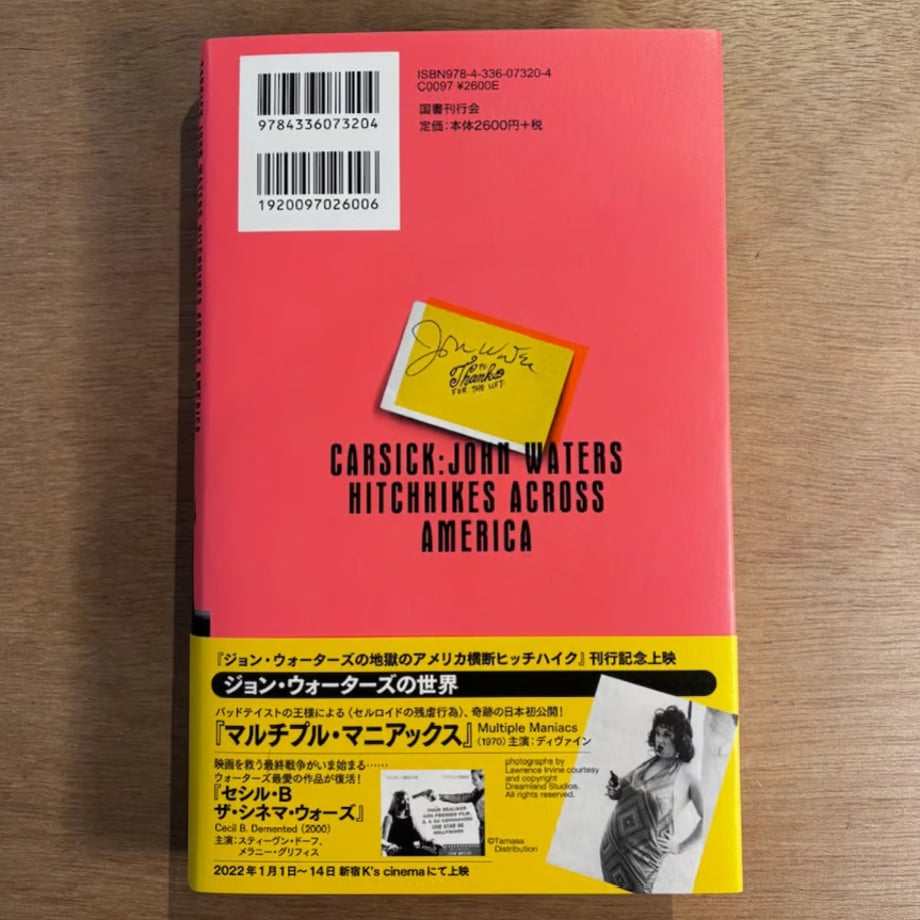 ISBN978-4-336-07320-4
C0097 ¥2600E
国書刊行会
定価：本体2600円+税
9784336073204
1920097026006
Thanks
FOR THE LIFT.
CARSICK:JOHN WATERS
HITCHHIKES ACROSS
AMERICA
『ジョン・ウォーターズの地獄のアメリカ横断ヒッチハイク』刊行記念上映
ジョン・ウォーターズの世界
バッドテイストの王様による〈セルロイドの残虐行為〉、奇跡の日本初公開！
『マルチプル・マニアックス』Multiple Maniacs
（1970）主演：ディヴァイン
映画を救う最終戦争がいま始まる……
ウォーターズ最愛の作品が復活！
『セシル・B
ザ・シネマ・ウォーズ』
Cecil B. Demented（2000）
主演：スティーヴン・ドーフ、
メラニー・グリフィス
POUR RÉALISER
SON PREMIER FILM
IL A SU CONVAINCRE
UNE STAR DE
HOLLYWOOD
©Tamasa
Distribution
photographs by
Lawrence Irvine courtesy
and copyright
Dreamland Studios.
All rights reserved.
2022年1月1日～14日 新宿K's cinemaにて上映